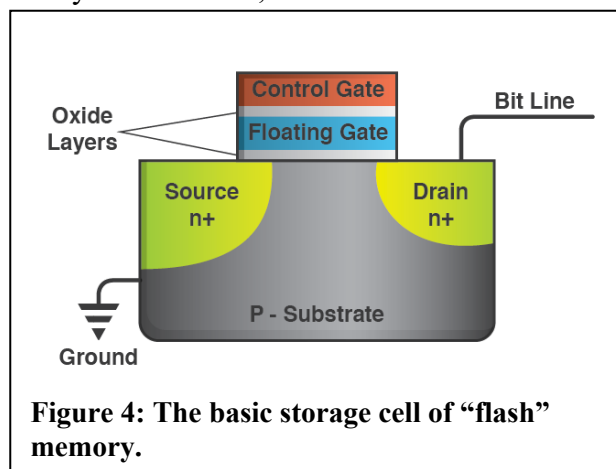 Control Gate
Bit Line
Oxide
Layers
Floating Gate
Source
n+
Drain
n+
P - Substrate
Ground
Figure 4: The basic storage cell of “flash”
memory.